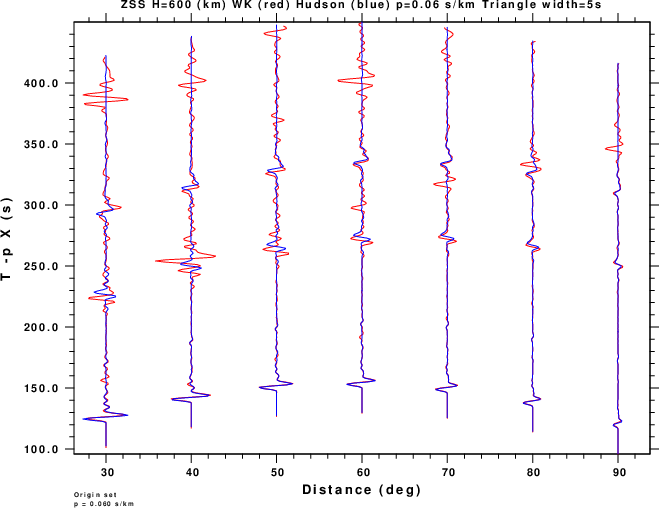 ZSS H=600 (km) WK (red) Hudson (blue) p=0.06 s/km Triangle width=5s
400.0
350.0
300.0
250.0
200.0
150.0
100.0
T -p X (s)
30 40 50 60 70 80 90
Distance (deg)
Origin set
p = 0.060 s/km